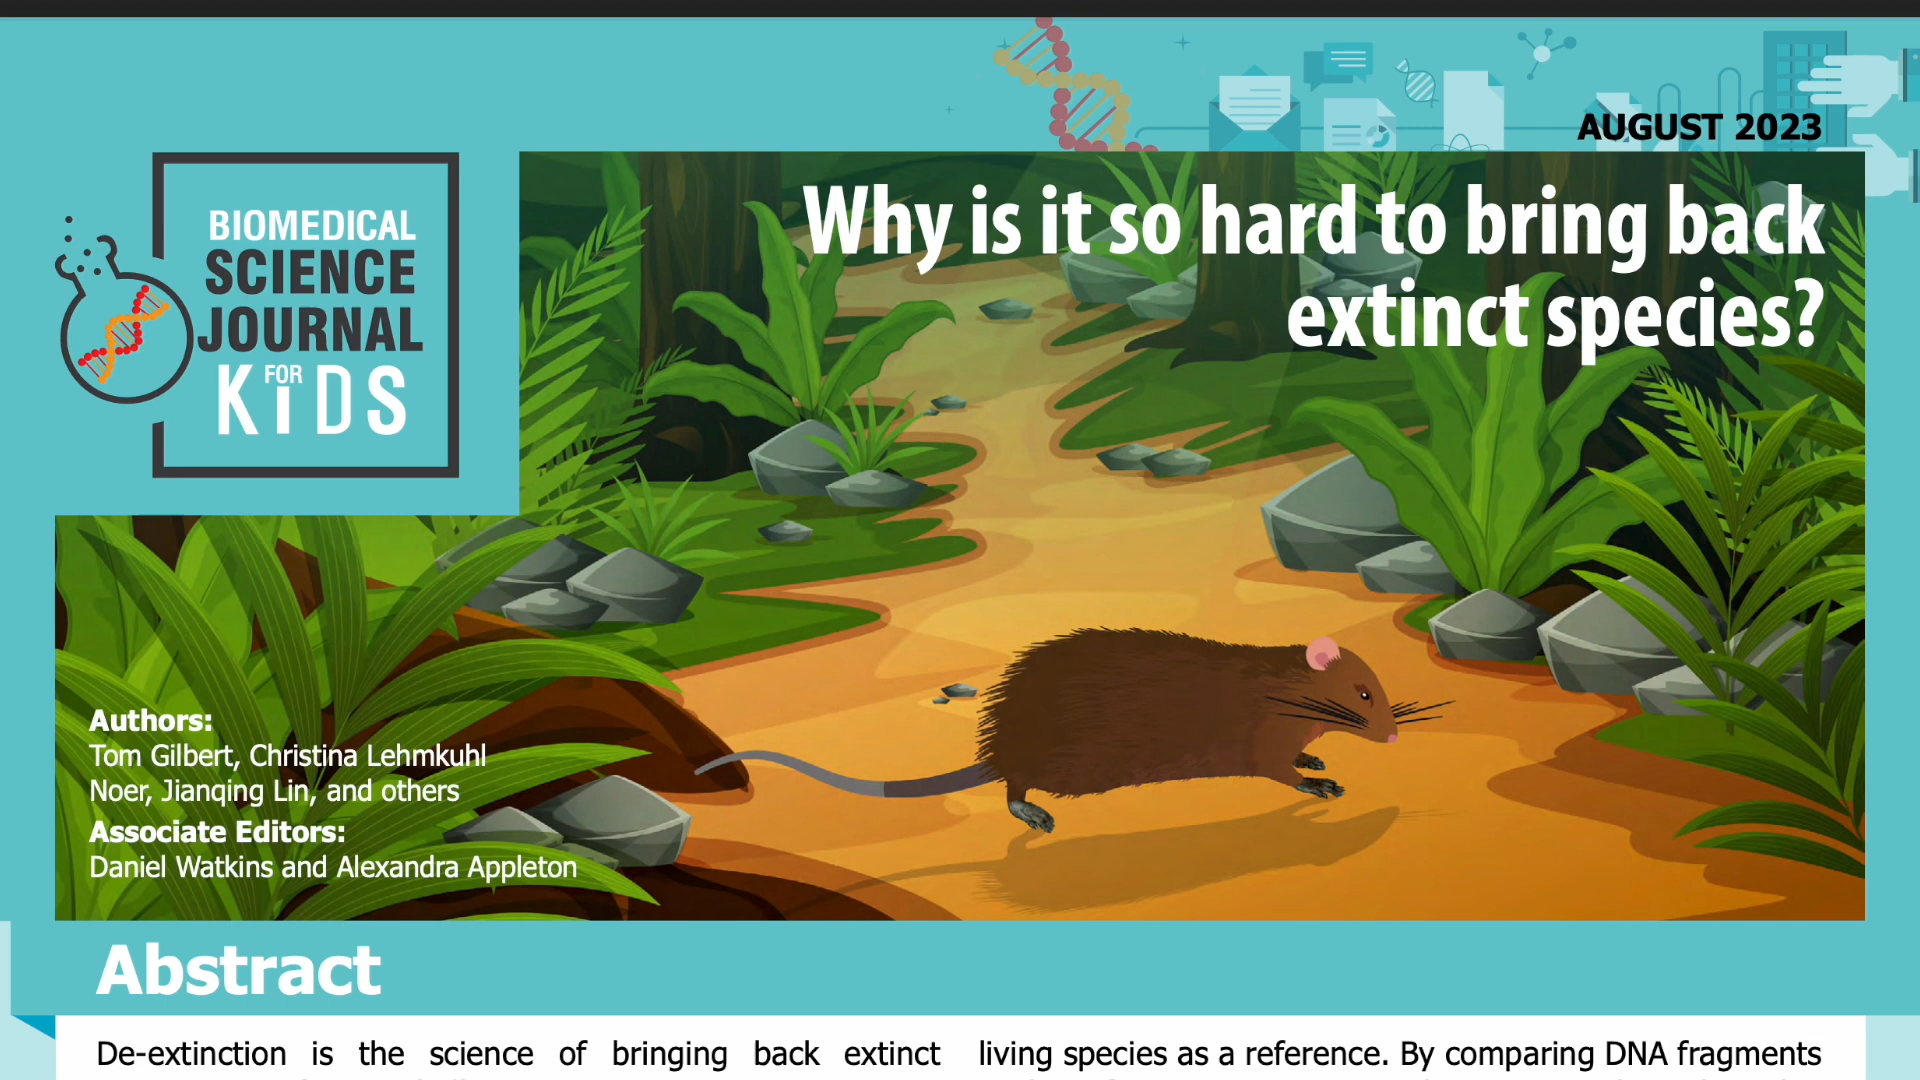 AUGUST 2023
BIOMEDICAL
SCIENCE
JOURNAL
FOR
KiDS
Why is it so hard to bring back
extinct species?
Authors:
Tom Gilbert, Christina Lehmkuhl
Noer, Jianqing Lin, and others
Associate Editors:
Daniel Watkins and Alexandra Appleton
Abstract
De-extinction is the science of bringing back extinct
living species as a reference. By comparing DNA fragments